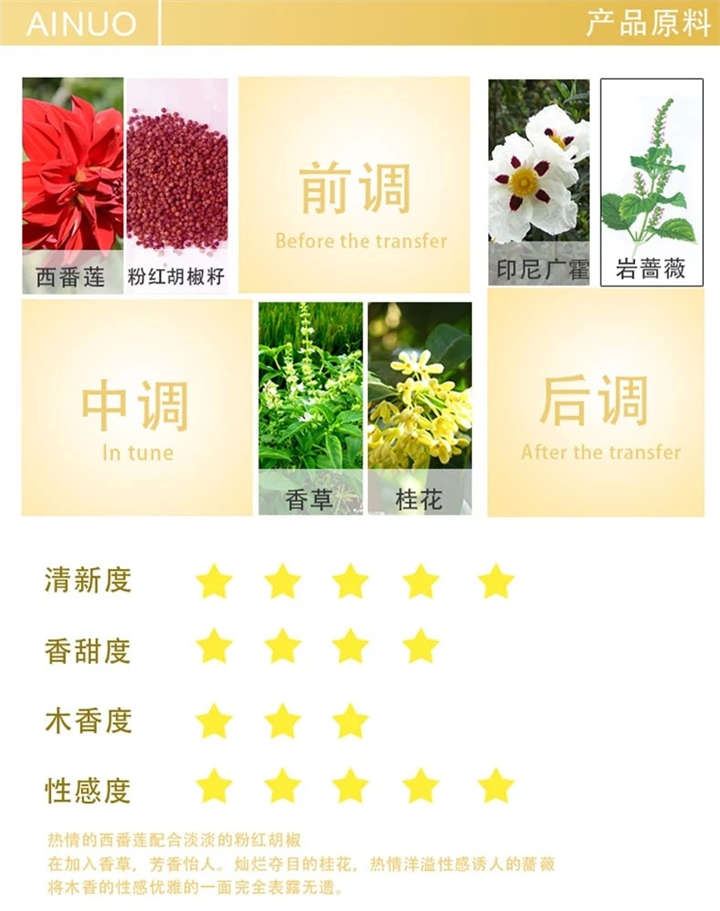 AINUO
产品原料
西番莲
粉红胡椒籽
前调
Before the transfer
印尼广霍
岩蔷薇
中调
In tune
香草
桂花
后调
After the transfer
清新度
香甜度
木香度
性感度
热情的西番莲配合淡淡的粉红胡椒
在加入香草，芳香怡人。灿烂夺目的桂花，热情洋溢性感诱人的蔷薇
将木香的性感优雅的一面完全表露无遗。